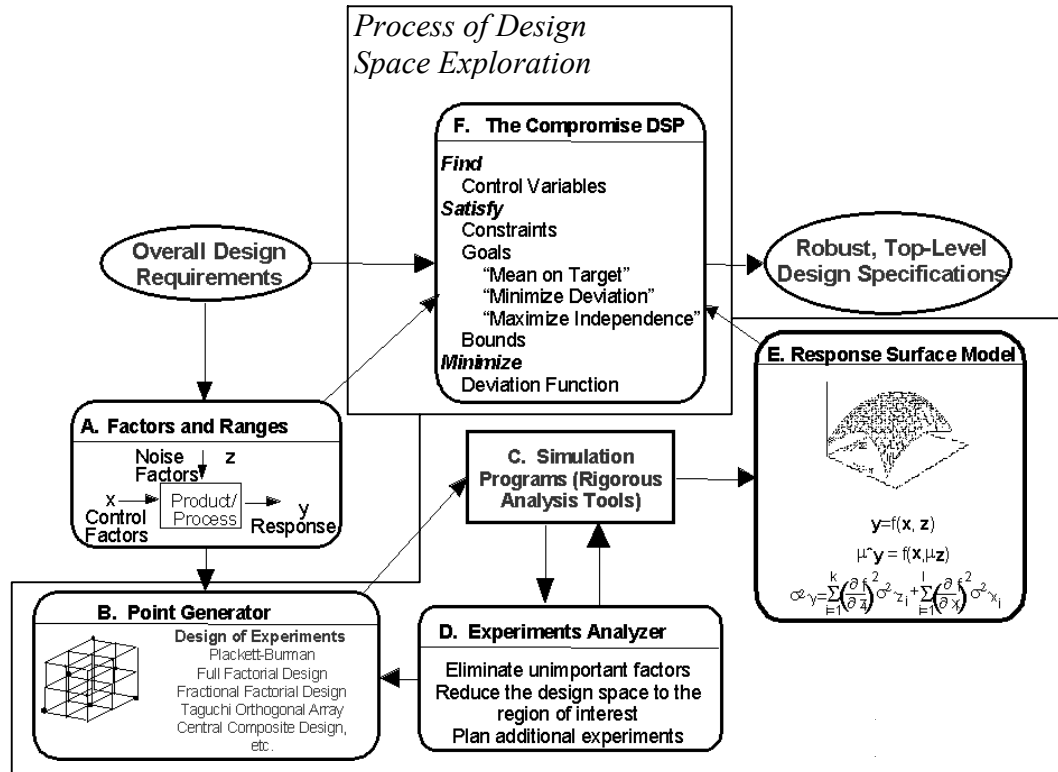 Process of Design
Space Exploration
F. The Compromise DSP
Find
Control Variables
Satisfy
Constraints
Goals
“Mean on Target”
“Minimize Deviation”
“Maximize Independence”
Bounds
Minimize
Deviation Function
Overall Design
Requirements
Robust, Top-Level
Design Specifications
A. Factors and Ranges
Noise
Factors
z
x
Control
Factors
Product/
Process
y
Response
C. Simulation
Programs (Rigorous
Analysis Tools)
E. Response Surface Model
y=f(x, z)
μ^y = f(x,μz)
B. Point Generator
Design of Experiments
Plackett-Burman
Full Factorial Design
Fractional Factorial Design
Taguchi Orthogonal Array
Central Composite Design,
etc.
D. Experiments Analyzer
Eliminate unimportant factors
Reduce the design space to the
region of interest
Plan additional experiments